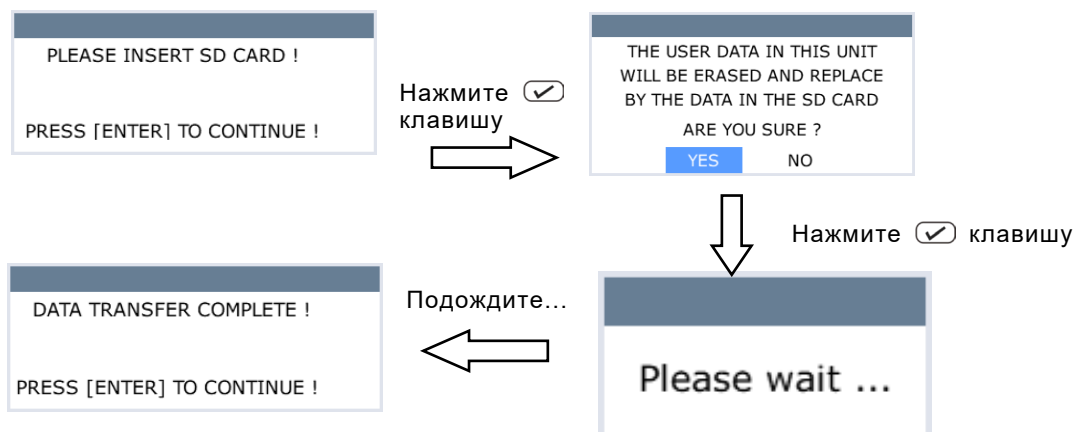 PLEASE INSERT SD CARD !
PRESS [ENTER] TO CONTINUE !
Нажмите
клавишу
THE USER DATA IN THIS UNIT
WILL BE ERASED AND REPLACE
BY THE DATA IN THE SD CARD
ARE YOU SURE ?
YES NO
Нажмите клавишу
Please wait ...
Подождите...
DATA TRANSFER COMPLETE !
PRESS [ENTER] TO CONTINUE !